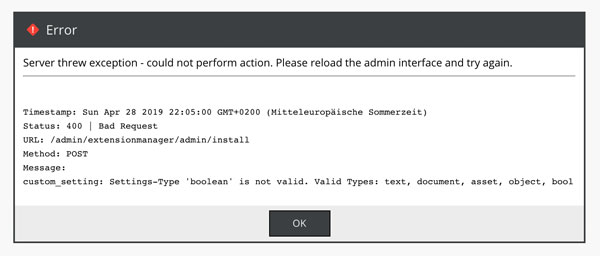 Error
Server threw exception - could not perform action. Please reload the admin interface and try again.
Timestamp: Sun Apr 28 2019 22:05:00 GMT+0200 (Mitteleuropäische Sommerzeit)
Status: 400 | Bad Request
URL: /admin/extensionmanager/admin/install
Method: POST
Message:
custom_setting: Settings-Type 'boolean' is not valid. Valid Types: text, document, asset, object, bool
OK